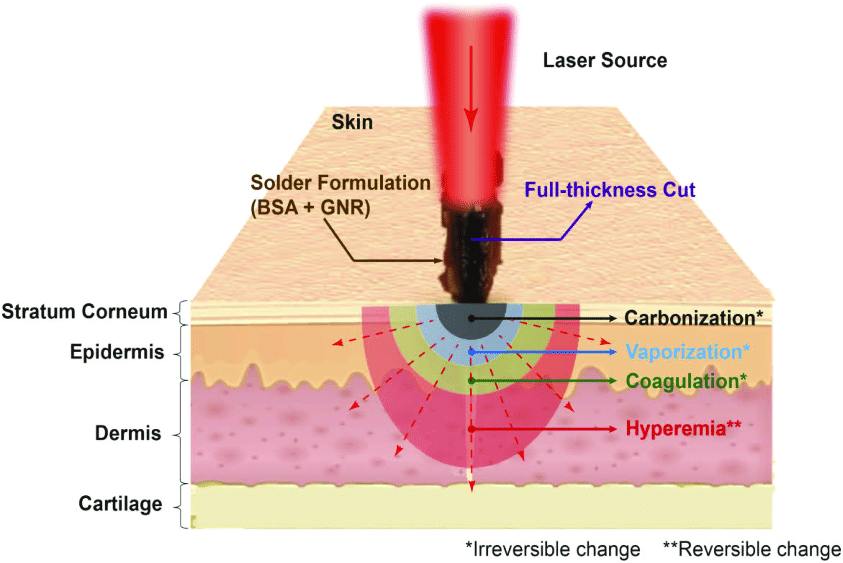 Laser Source
Skin
Solder Formulation
(BSA + GNR)
Full-thickness Cut
Stratum Corneum
Carbonization*
Epidermis
Vaporization*
Coagulation*
Dermis
Hyperemia**
Cartilage
*Irreversible change **Reversible change